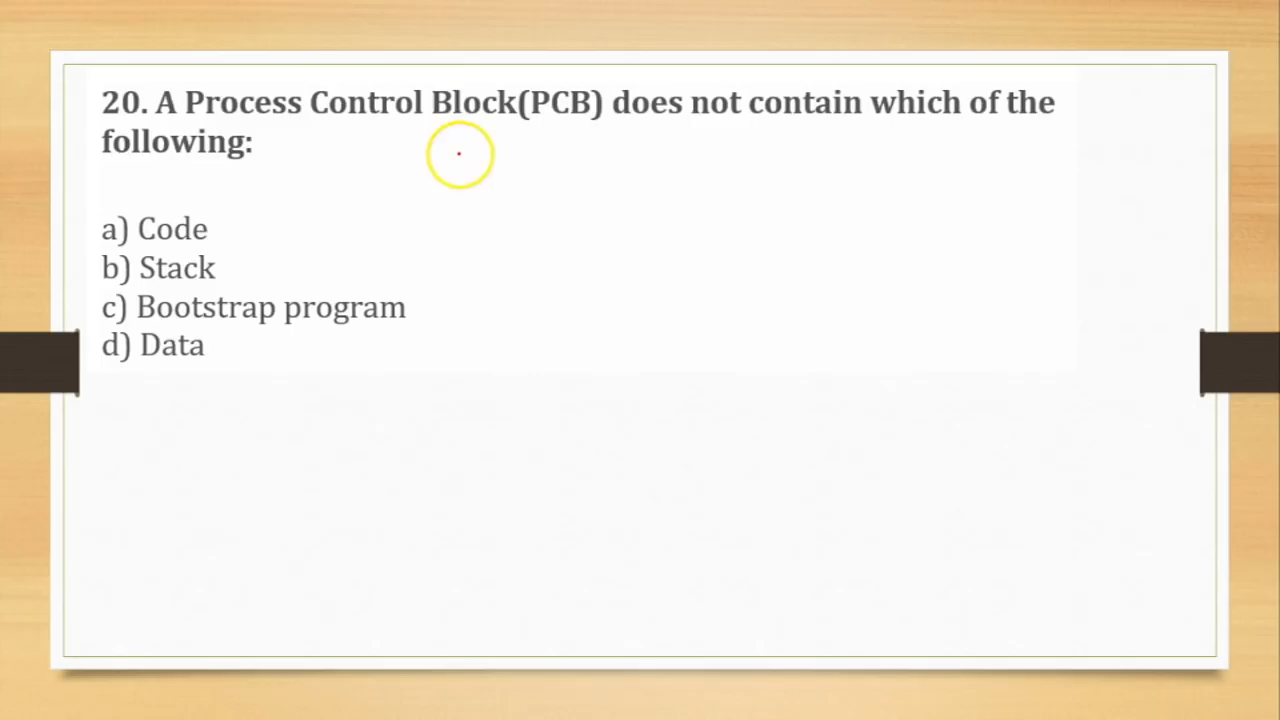 20. A Process Control Block(PCB) does not contain which of the
following:
a) Code
b) Stack
c) Bootstrap program
d) Data